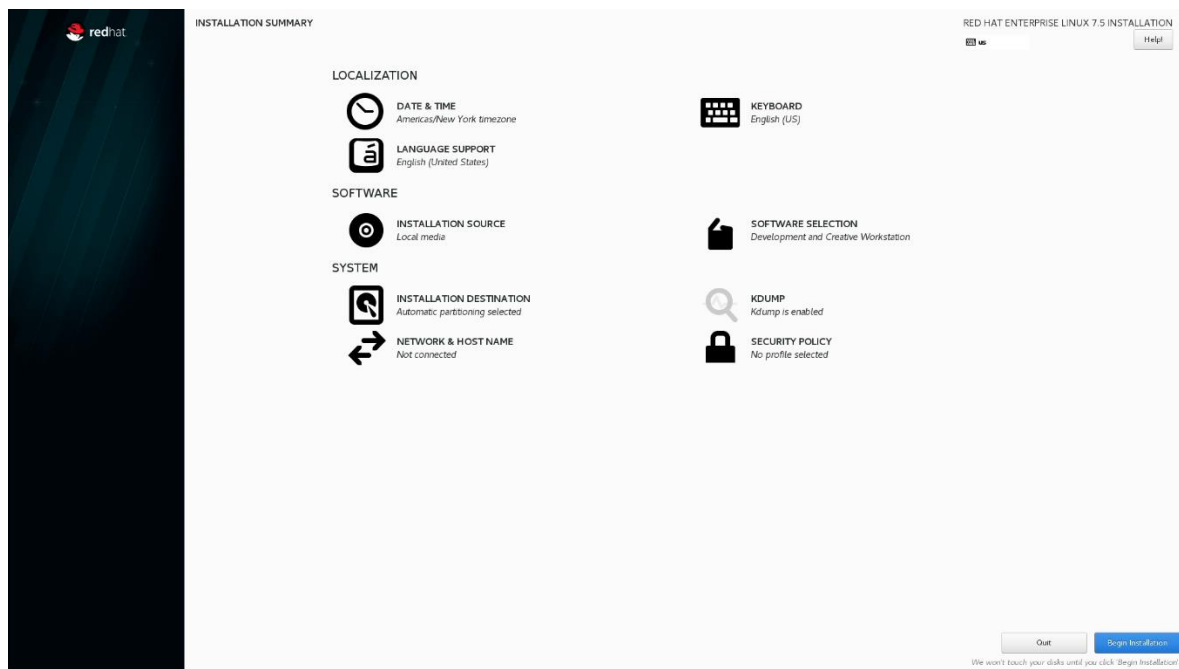 redhat.
INSTALLATION SUMMARY
RED HAT ENTERPRISE LINUX 7.5 INSTALLATION
us
Help!
LOCALIZATION
DATE & TIME
Americas/New York timezone
KEYBOARD
English (US)
á
LANGUAGE SUPPORT
English (United States)
SOFTWARE
INSTALLATION SOURCE
Local media
SOFTWARE SELECTION
Development and Creative Workstation
SYSTEM
INSTALLATION DESTINATION
Automatic partitioning selected
KDUMP
Kdump is enabled
NETWORK & HOST NAME
Not connected
SECURITY POLICY
No profile selected
Quit
Begin Installation
We won't touch your disks until you click 'Begin Installation'